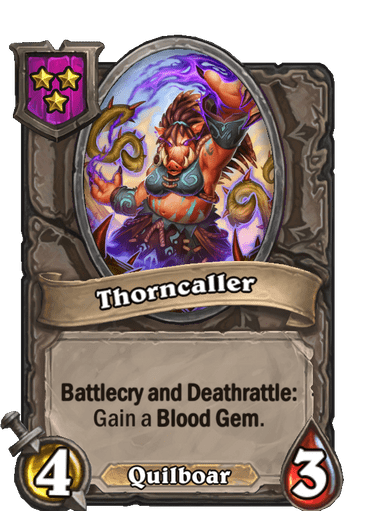 Thorncaller
Battlecry and Deathrattle:
Gain a Blood Gem.
4
Quilboar
3